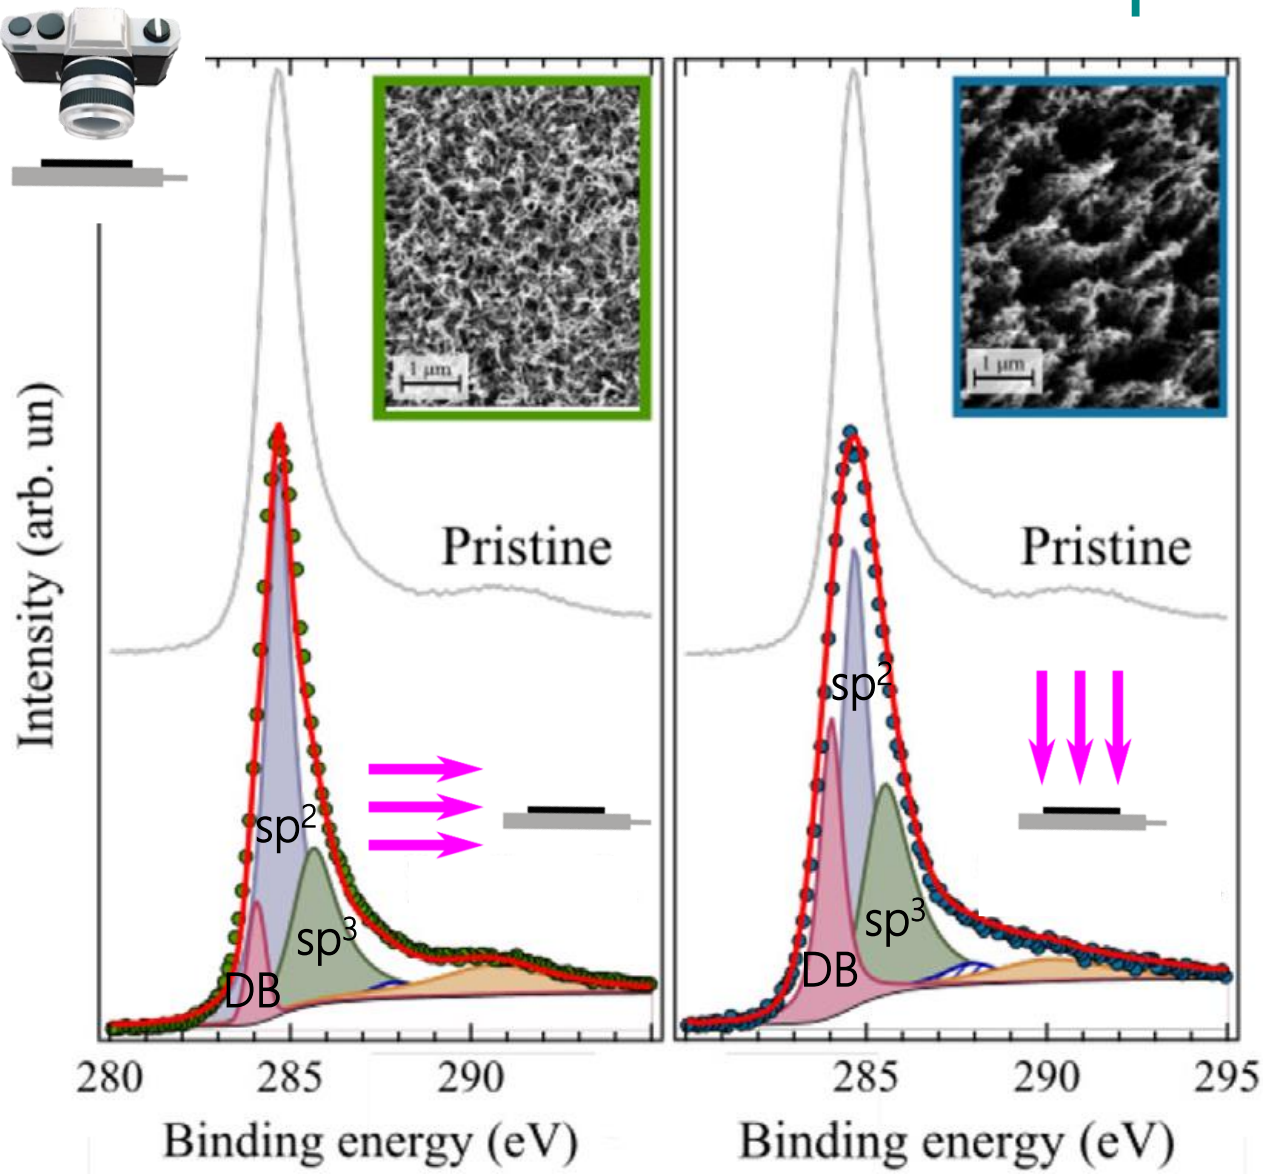 Intensity (arb. un)
1 μm
Pristine
sp²
sp³
DB
280 285 290
Binding energy (eV)
1 μm
Pristine
sp²
sp³
DB
285 290 295
Binding energy (eV)